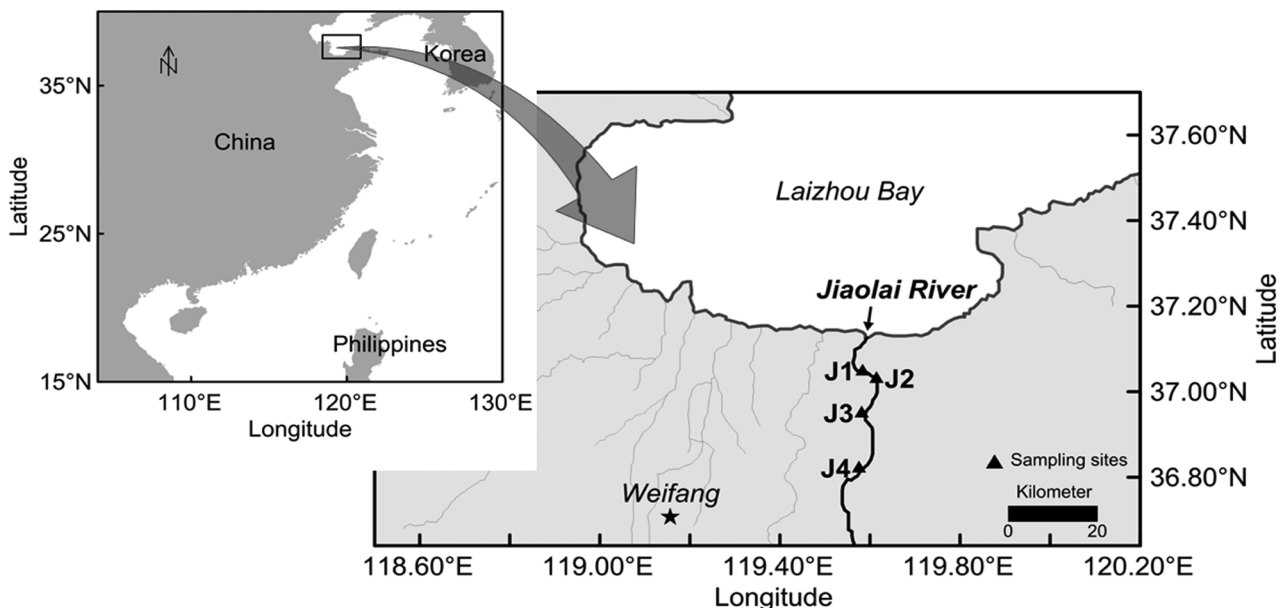 N
Korea
China
Philippines
35°N
25°N
15°N
Latitude
110°E
120°E
130°E
Longitude
Laizhou Bay
Jiaolai River
J1
J2
J3
J4
Weifang
Sampling sites
Kilometer
0 20
37.60°N
37.40°N
37.20°N
37.00°N
36.80°N
Latitude
118.60°E 119.00°E 119.40°E 119.80°E 120.20°E
Longitude